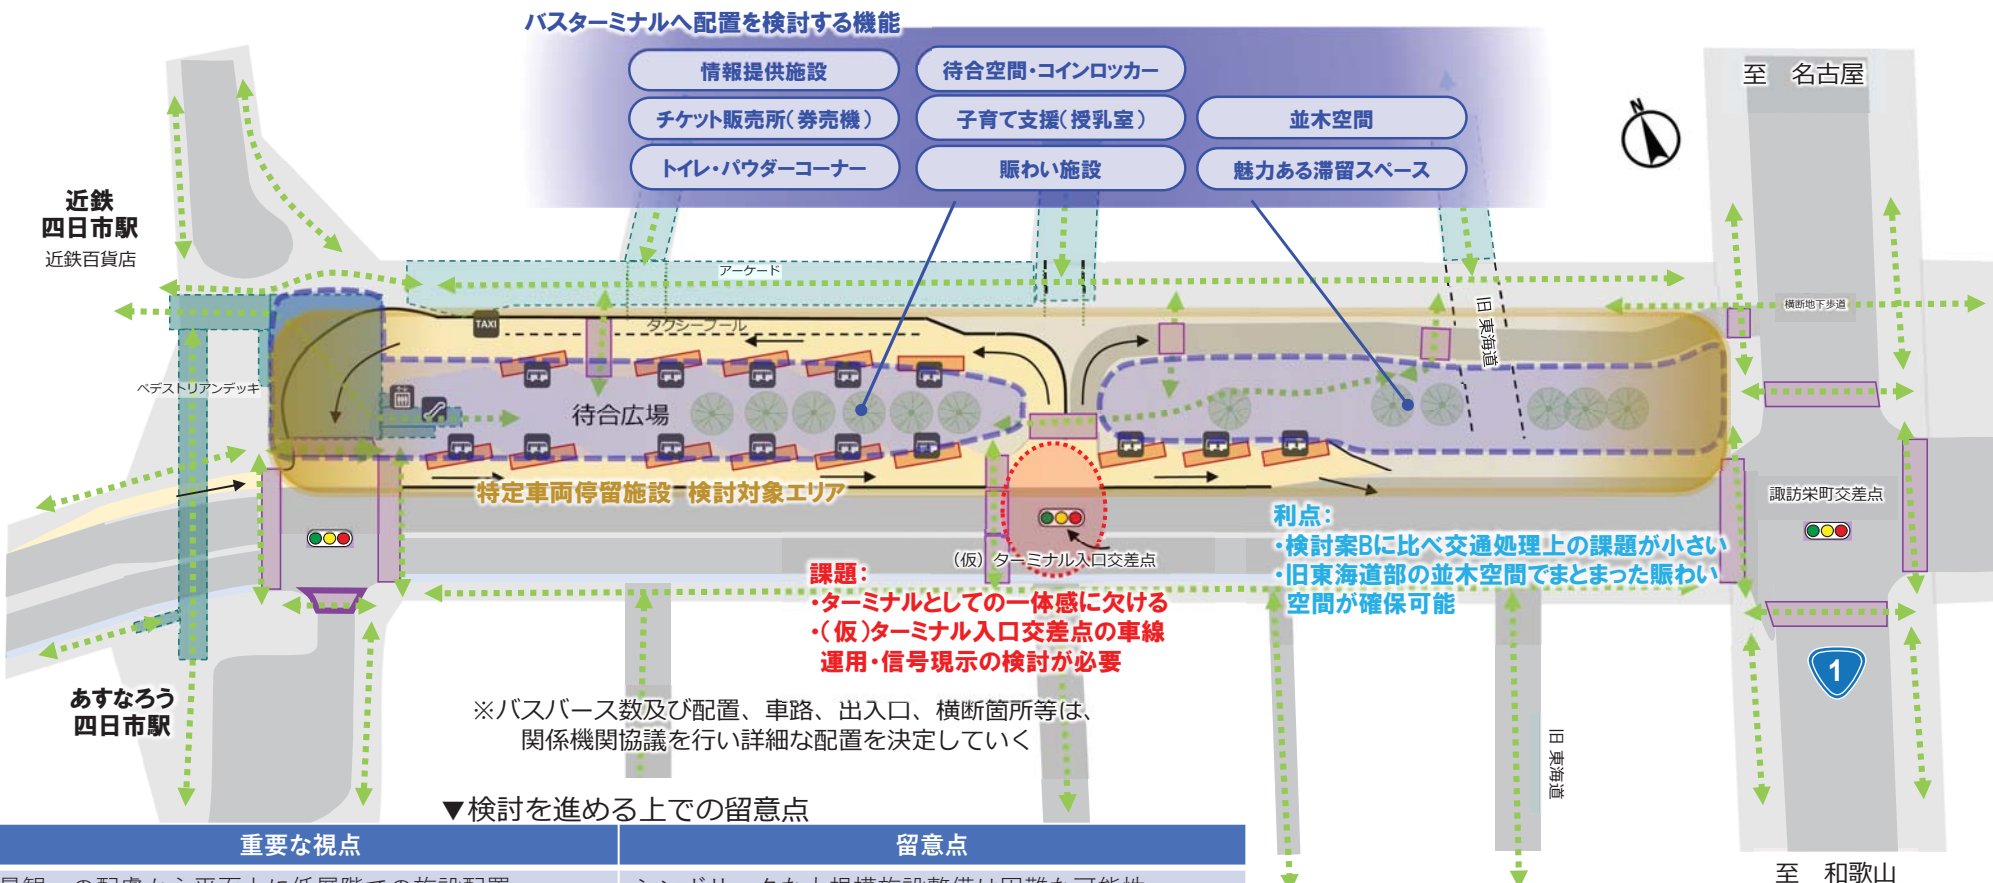 バスターミナルへ配置を検討する機能
情報提供施設
待合空間・コインロッカー
チケット販売所(券売機)
子育て支援(授乳室)
並木空間
トイレ・パウダーコーナー
賑わい施設
魅力ある滞留スペース
至 名古屋
N
近鉄
四日市駅
近鉄百貨店
アーケード
横断地下歩道
旧 東海道
TAXI
タクシープール
ペデストリアンデッキ
待合広場
特定車両停留施設 検討対象エリア
諏訪栄町交差点
(仮)ターミナル入口交差点
利点:
・検討案Bに比べ交通処理上の課題が小さい
・旧東海道部の並木空間でまとまった賑わい
空間が確保可能
課題:
・ターミナルとしての一体感に欠ける
・(仮)ターミナル入口交差点の車線
運用・信号現示の検討が必要
1
あすなろう
四日市駅
※バスバース数及び配置、車路、出入口、横断箇所等は、
関係機関協議を行い詳細な配置を決定していく
旧 東海道
▼検討を進める上での留意点
重要な視点
留意点
至 和歌山